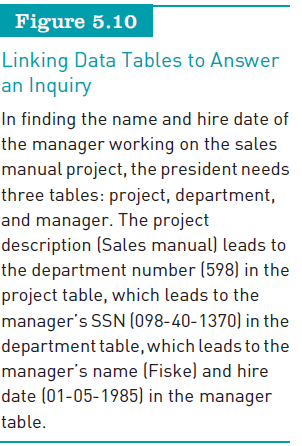 Figure 5.10
Linking Data Tables to Answer
an Inquiry
In finding the name and hire date of
the manager working on the sales
manual project, the president needs
three tables: project, department,
and manager. The project
description (Sales manual) leads to
the department number (598) in the
project table, which leads to the
manager's SSN (098-40-1370) in the
department table, which leads to the
manager's name (Fiske) and hire
date (01-05-1985) in the manager
table.